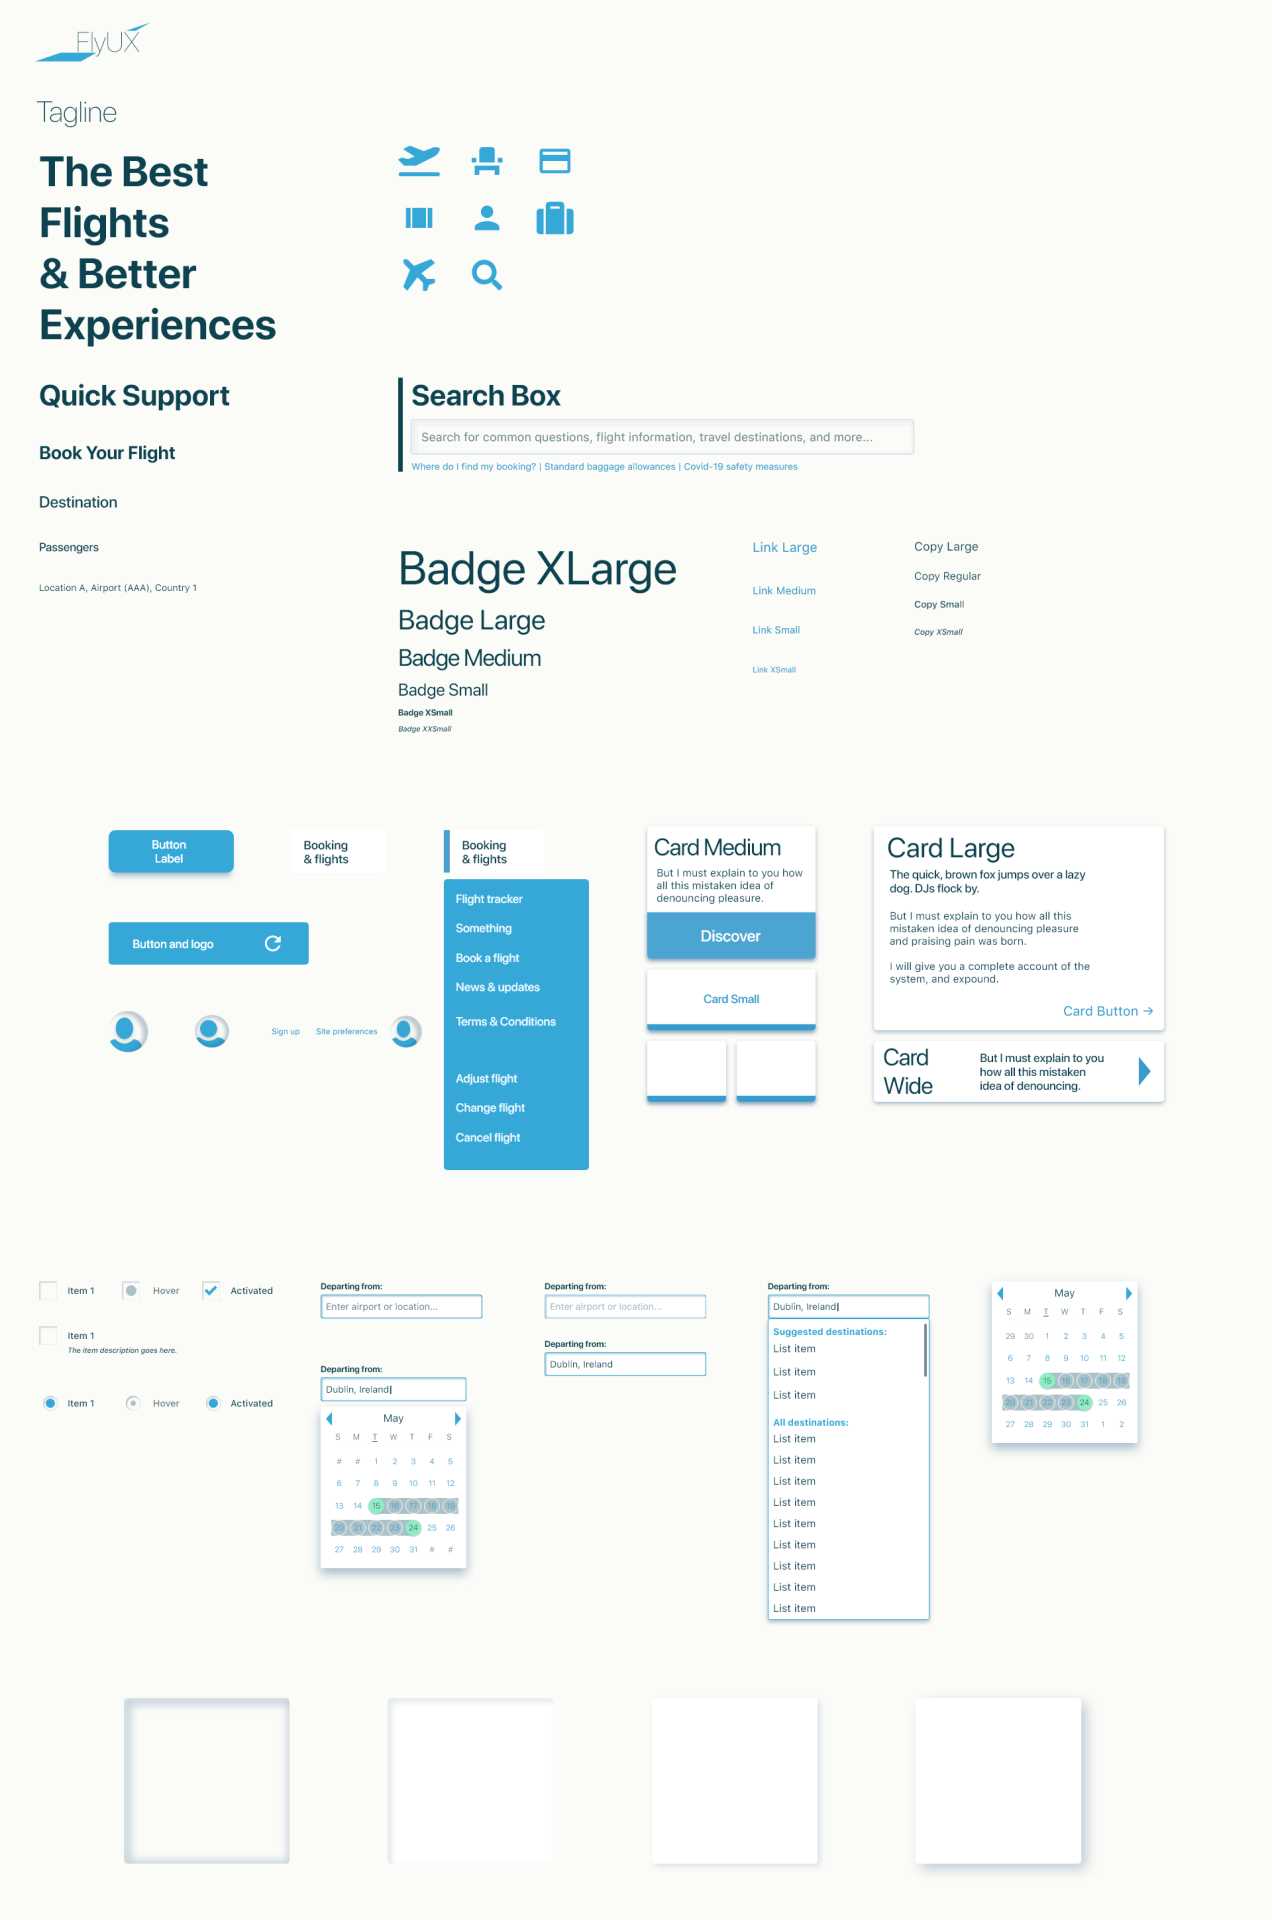 FlyUX
Tagline
The Best
Flights
& Better
Experiences
Quick Support
Book Your Flight
Destination
Passengers
Location A, Airport (AAA), Country 1
Search Box
Search for common questions, flight information, travel destinations, and more...
Where do I find my booking? | Standard baggage allowances | Covid-19 safety measures
Badge XLarge
Badge Large
Badge Medium
Badge Small
Badge XSmall
Badge XXSmall
Link Large
Link Medium
Link Small
Link XSmall
Copy Large
Copy Regular
Copy Small
Copy XSmall
Button
Label
Button and logo
Sign up
Site preferences
Booking
& flights
Booking
& flights
Flight tracker
Something
Book a flight
News & updates
Terms & Conditions
Adjust flight
Change flight
Cancel flight
Card Medium
But I must explain to you how
all this mistaken idea of
denouncing pleasure.
Discover
Card Small
Card Large
The quick, brown fox jumps over a lazy
dog. DJs flock by.
But I must explain to you how all this
mistaken idea of denouncing pleasure
and praising pain was born.
I will give you a complete account of the
system, and expound.
Card Button →
Card
Wide
But I must explain to you
how all this mistaken
idea of denouncing.
Item 1
Hover
Activated
Item 1
The item description goes here.
Item 1
Hover
Activated
Departing from:
Enter airport or location...
Departing from:
Dublin, Ireland
May
S M T W T F S
# # 1 2 3 4 5
6 7 8 9 10 11 12
13 14 15 16 17 18 19
20 21 22 23 24 25 26
27 28 29 30 31 # #
Departing from:
Enter airport or location...
Departing from:
Dublin, Ireland
Departing from:
Dublin, Ireland
Suggested destinations:
List item
List item
List item
All destinations:
List item
List item
List item
List item
List item
List item
List item
List item
List item
May
S M T W T F S
29 30 1 2 3 4 5
6 7 8 9 10 11 12
13 14 15 16 17 18 19
20 21 22 23 24 25 26
27 28 29 30 31 1 2